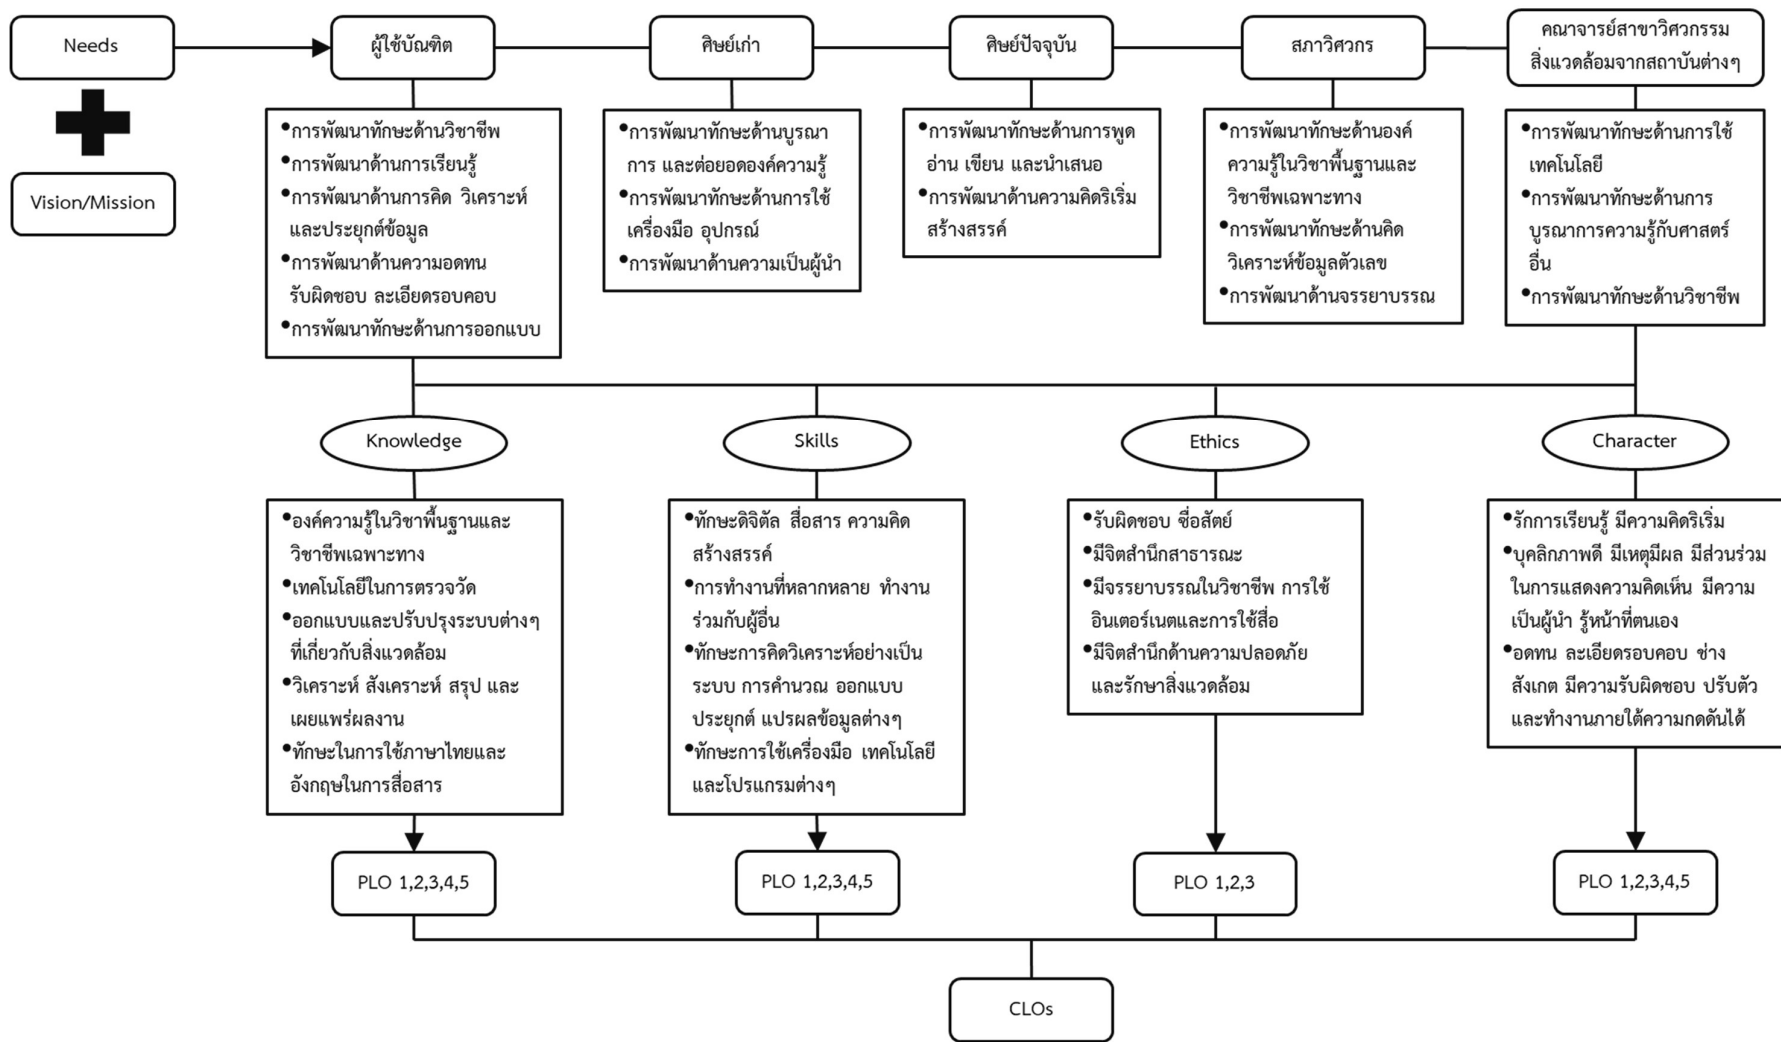 Needs
ผู้ใช้บัณฑิต
ศิษย์เก่า
ศิษย์ปัจจุบัน
สภาวิศวกร
คณาจารย์สาขาวิศวกรรม
สิ่งแวดล้อมจากสถาบันต่างๆ
Vision/Mission
•การพัฒนาทักษะด้านวิชาชีพ
•การพัฒนาด้านการเรียนรู้
•การพัฒนาด้านการคิด วิเคราะห์
และประยุกต์ข้อมูล
•การพัฒนาด้านความอดทน
รับผิดชอบ ละเอียดรอบคอบ
•การพัฒนาทักษะด้านการออกแบบ
•การพัฒนาทักษะด้านบูรณา
การ และต่อยอดองค์ความรู้
•การพัฒนาทักษะด้านการใช้
เครื่องมือ อุปกรณ์
•การพัฒนาด้านความเป็นผู้นำ
•การพัฒนาทักษะด้านการพูด
อ่าน เขียน และนำเสนอ
•การพัฒนาด้านความคิดริเริ่ม
สร้างสรรค์
•การพัฒนาทักษะด้านองค์
ความรู้ในวิชาพื้นฐานและ
วิชาชีพเฉพาะทาง
•การพัฒนาทักษะด้านคิด
วิเคราะห์ข้อมูลตัวเลข
•การพัฒนาด้านจรรยาบรรณ
•การพัฒนาทักษะด้านการใช้
เทคโนโลยี
•การพัฒนาทักษะด้านการ
บูรณาการความรู้กับศาสตร์
อื่น
•การพัฒนาทักษะด้านวิชาชีพ
Knowledge
Skills
Ethics
Character
•องค์ความรู้ในวิชาพื้นฐานและ
วิชาชีพเฉพาะทาง
•เทคโนโลยีในการตรวจวัด
•ออกแบบและปรับปรุงระบบต่างๆ
ที่เกี่ยวกับสิ่งแวดล้อม
•วิเคราะห์ สังเคราะห์ สรุป และ
เผยแพร่ผลงาน
•ทักษะในการใช้ภาษาไทยและ
อังกฤษในการสื่อสาร
•ทักษะดิจิตัล สื่อสาร ความคิด
สร้างสรรค์
•การทำงานที่หลากหลาย ทำงาน
ร่วมกับผู้อื่น
•ทักษะการคิดวิเคราะห์อย่างเป็น
ระบบ การคำนวณ ออกแบบ
ประยุกต์ แปรผลข้อมูลต่างๆ
•ทักษะการใช้เครื่องมือ เทคโนโลยี
และโปรแกรมต่างๆ
•รับผิดชอบ ซื่อสัตย์
•มีจิตสำนึกสาธารณะ
•มีจรรยาบรรณในวิชาชีพ การใช้
อินเตอร์เนตและการใช้สื่อ
•มีจิตสำนึกด้านความปลอดภัย
และรักษาสิ่งแวดล้อม
•รักการเรียนรู้ มีความคิดริเริ่ม
•บุคลิกภาพดี มีเหตุมีผล มีส่วนร่วม
ในการแสดงความคิดเห็น มีความ
เป็นผู้นำ รู้หน้าที่ตนเอง
•อดทน ละเอียดรอบคอบ ช่าง
สังเกต มีความรับผิดชอบ ปรับตัว
และทำงานภายใต้ความกดดันได้
PLO 1,2,3,4,5
PLO 1,2,3,4,5
PLO 1,2,3
PLO 1,2,3,4,5
CLOs